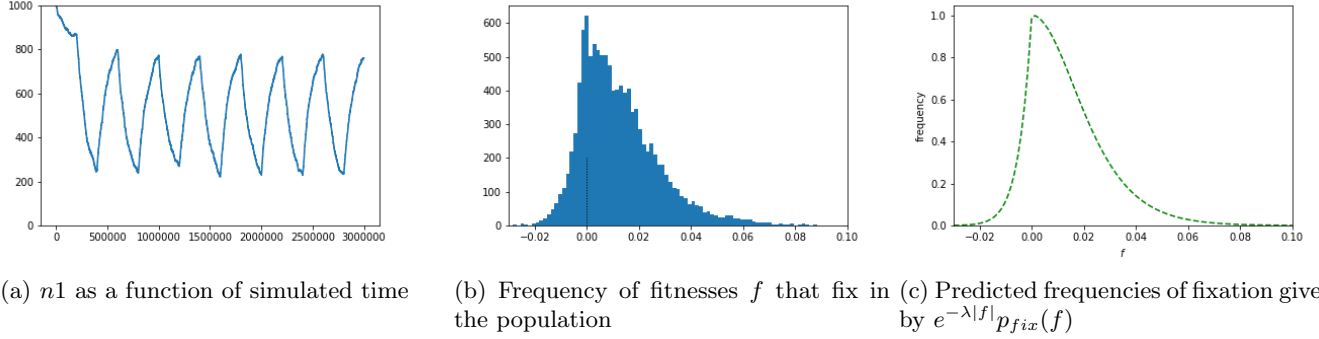 1000
800
600
400
200
0
0 500000 1000000 1500000 2000000 2500000 3000000
600
500
400
300
200
100
0
−0.02 0.00 0.02 0.04 0.06 0.08 0.10
1.0
0.8
0.6
0.4
0.2
0.0
frequency
−0.02 0.00 0.02 0.04 0.06 0.08 0.10
f
(a) n1 as a function of simulated time
(b) Frequency of fitnesses f that fix in
the population
(c) Predicted frequencies of fixation give
by e^{−λ|f|}p_{fix}(f)